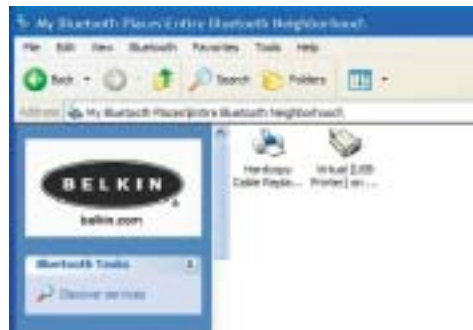 My Bluetooth Places\Entire Bluetooth Neighborhood\
File Edit View Bluetooth Favorites Tools Help
Back Search Folders
Address My Bluetooth Places\Entire Bluetooth Neighborhood\
BELKIN
belkin.com
Hardcopy Virtual [USB
Cable Repla... Printer] on ...
Bluetooth Tasks
Discover services